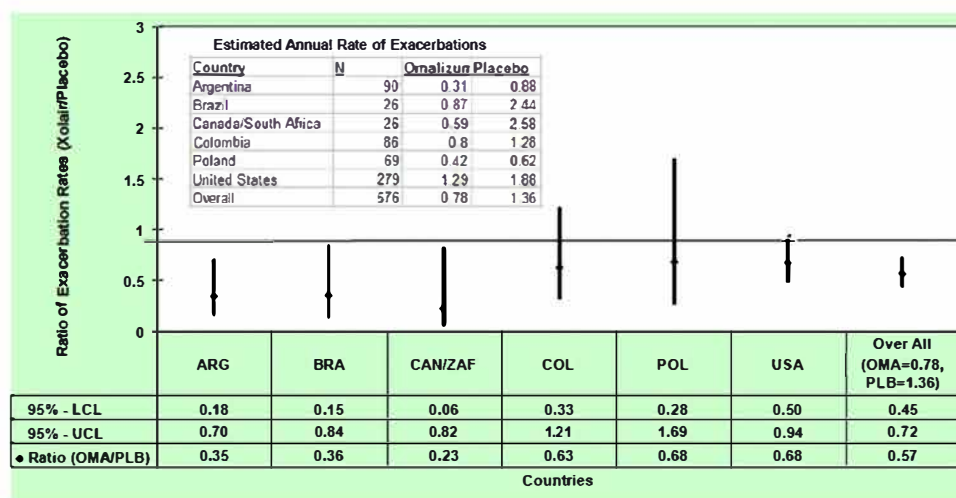 3
2.5
2
1.5
1
0.5
0
Ratio of Exacerbation Rates (Xolair/Placebo)
Estimated Annual Rate of Exacerbations
Country N Omalizum Placebo
Argentina 90 0.31 0.88
Brazil 26 0.87 2.44
Canada/South Africa 26 0.59 2.58
Colombia 86 0.8 1.28
Poland 69 0.42 0.62
United States 279 1.29 1.88
Overall 576 0.78 1.36
ARG BRA CAN/ZAF COL POL USA Over All
(OMA=0.78,
PLB=1.36)
95% - LCL 0.18 0.15 0.06 0.33 0.28 0.50 0.45
95% - UCL 0.70 0.84 0.82 1.21 1.69 0.94 0.72
Ratio (OMA/PLB) 0.35 0.36 0.23 0.63 0.68 0.68 0.57
Countries